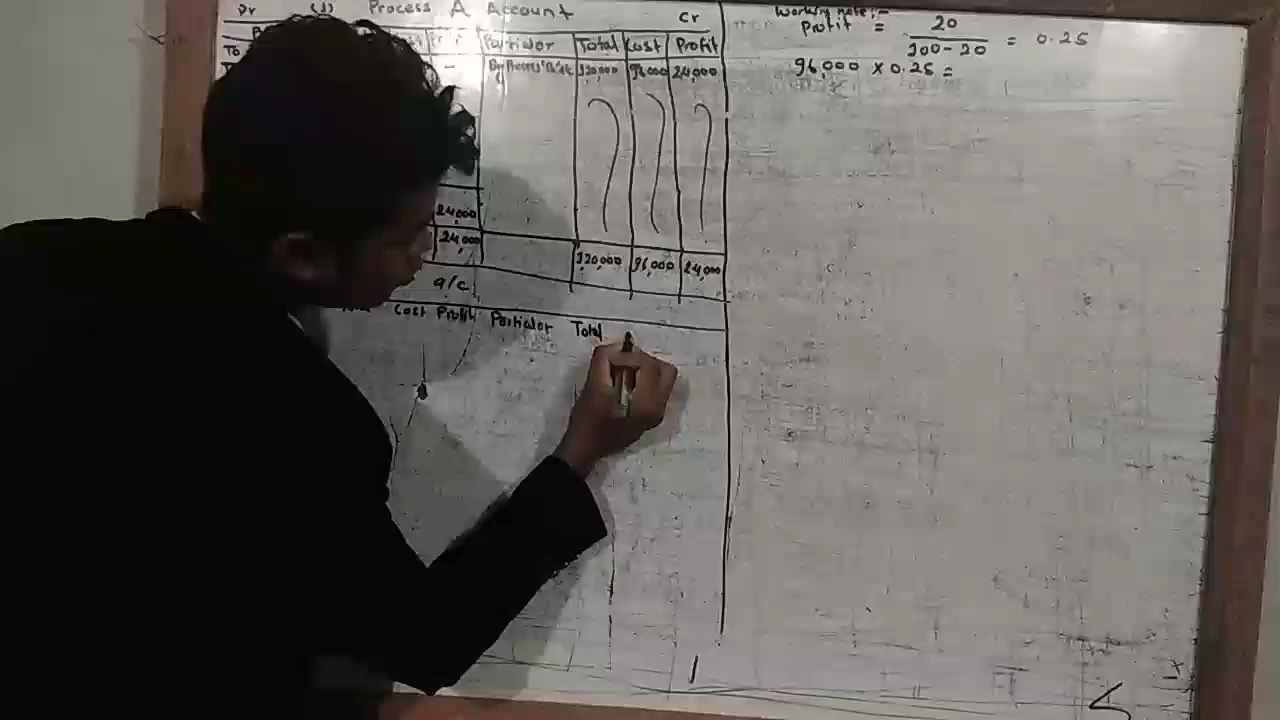 Dr (1) Process A Account Cr
Particular Total Cost Profit
To
- By Process 'B' a/c 120,000 96,000 24,000
24,000
24,000 120,000 96,000 24,000
a/c
Cost Profit Particular Total
Working note:-
Profit = 20
100 - 20 = 0.25
96,000 x 0.25 =